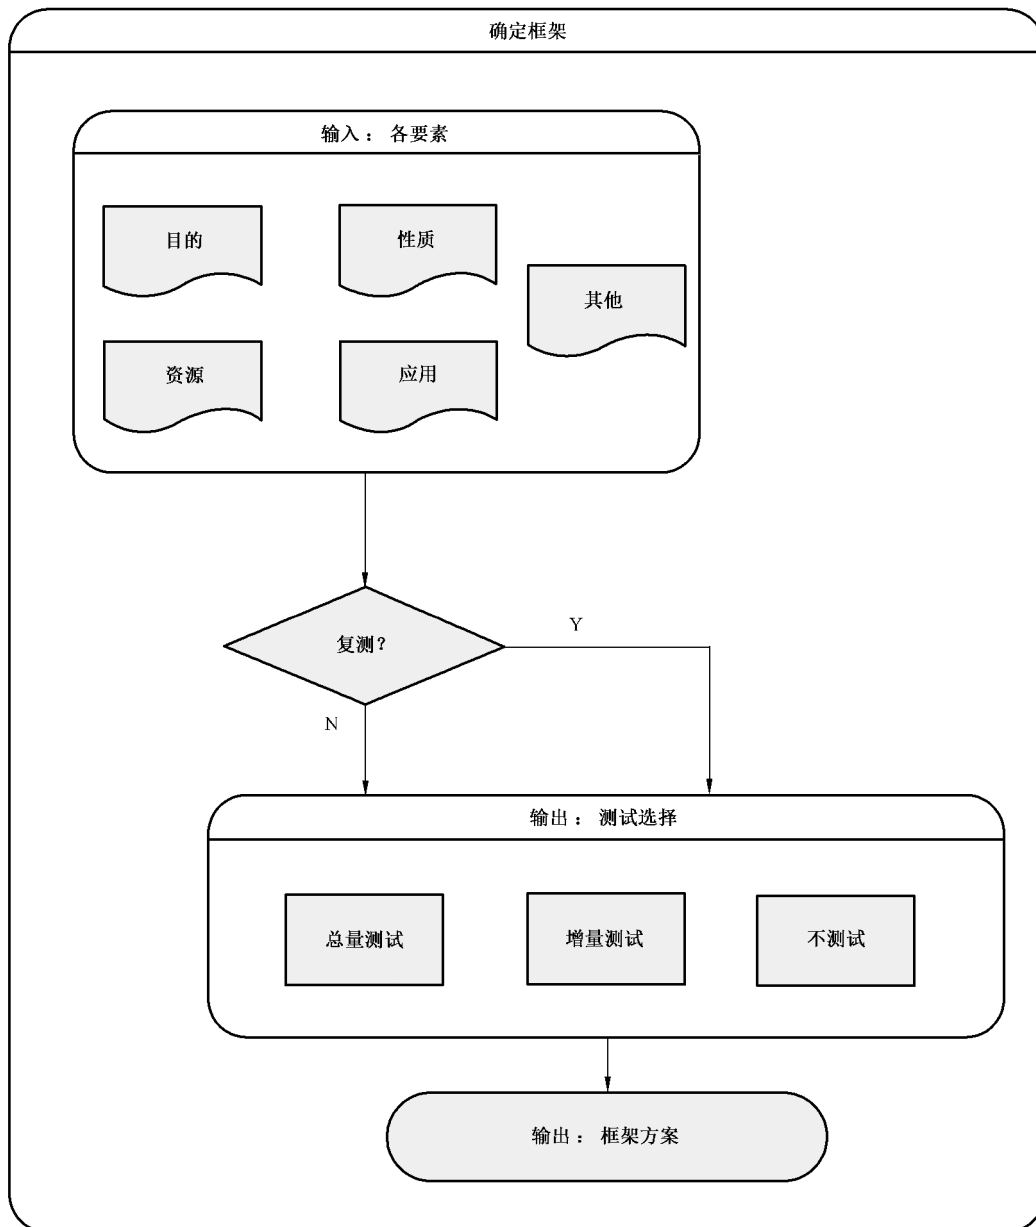 确定框架
输入：各要素
目的
性质
其他
资源
应用
复测？
Y
N
输出：测试选择
总量测试
增量测试
不测试
输出：框架方案